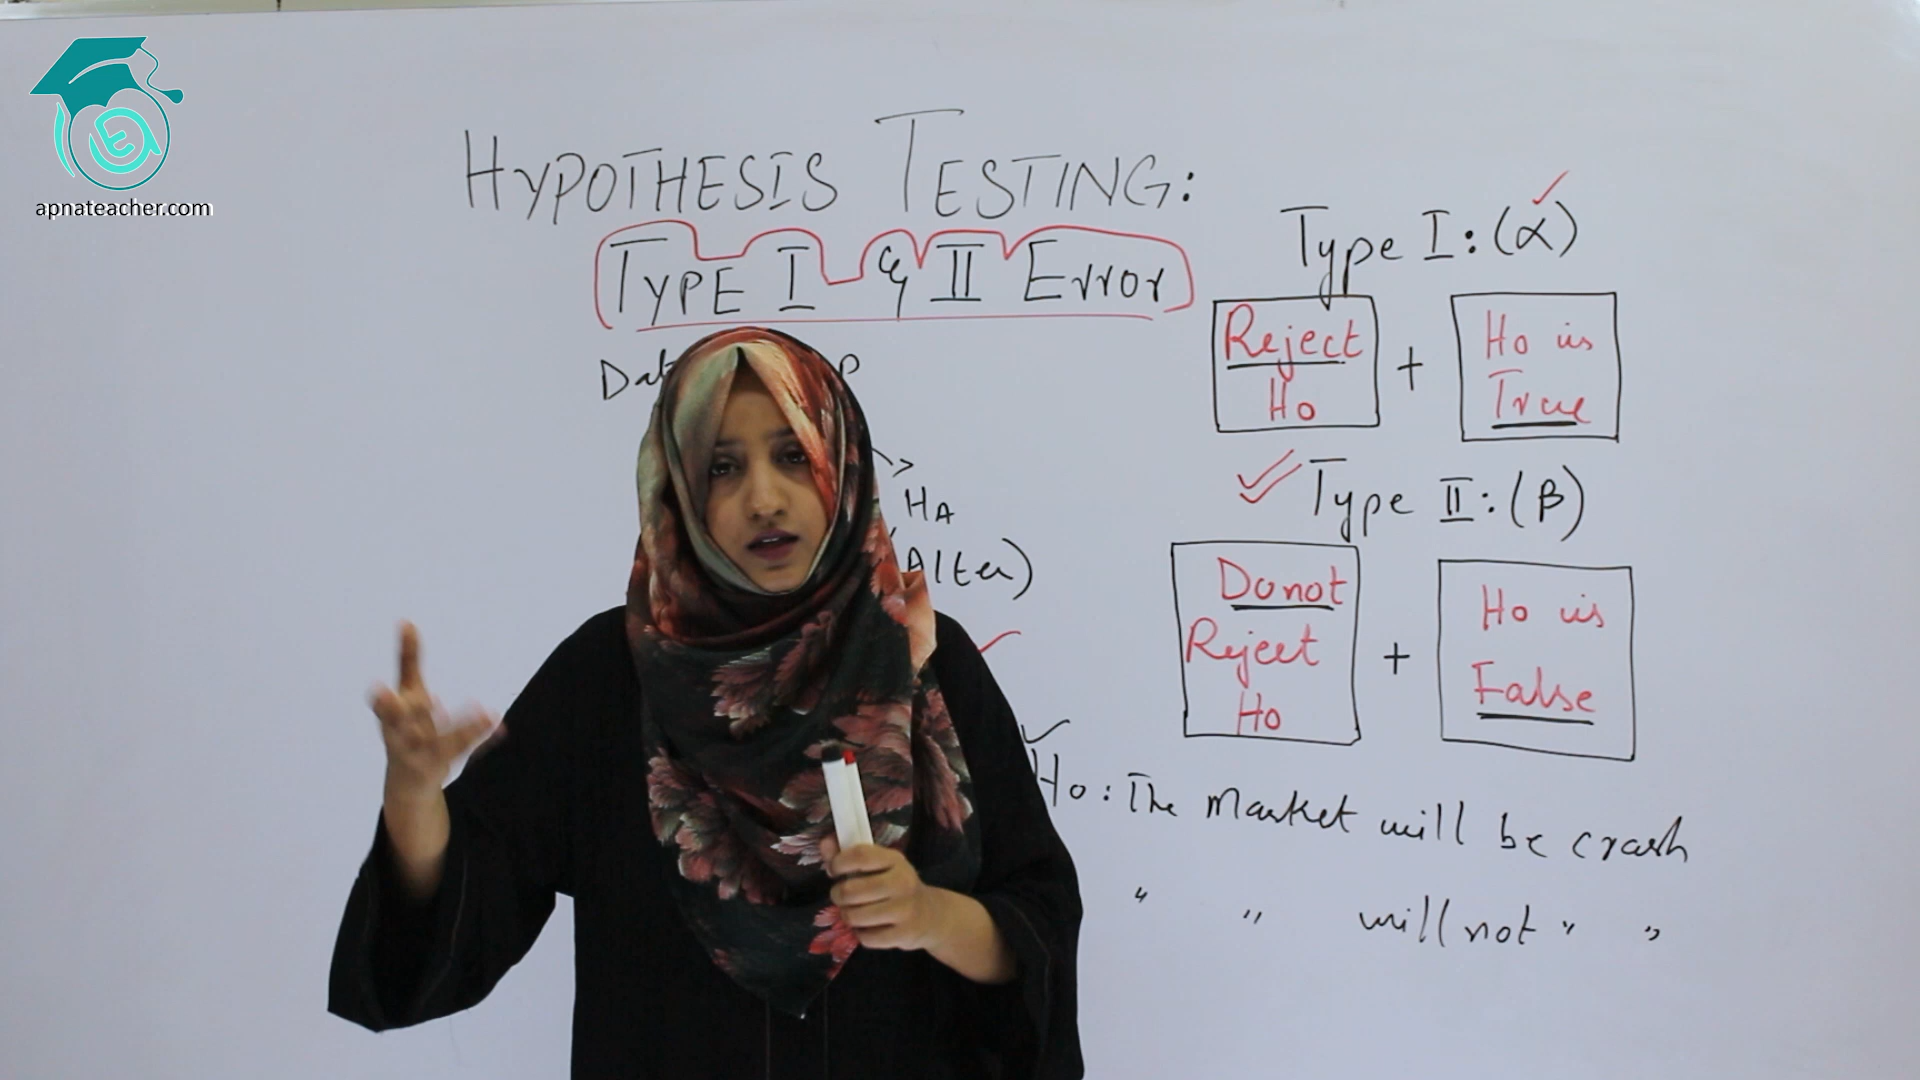 apnateacher.com
HYPOTHESIS TESTING:
TYPE I & II Error
HA
Alter)
Type I: (α)
Reject
Ho
+
Ho is
True
Type II: (β)
Donot
Reject
Ho
+
Ho is
False
Ho: The Market will be crash
" " will not " "